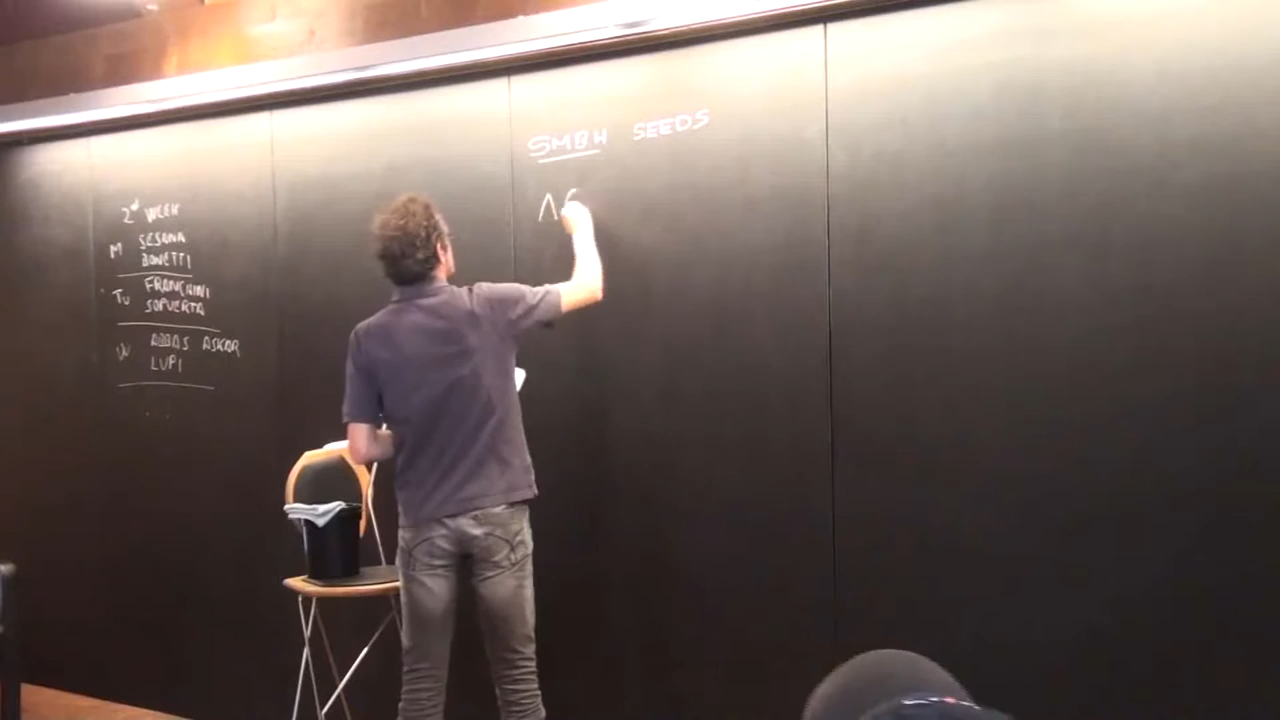 2nd WEEK
M SESANA
BONETTI
TU FRANCHINI
SOPUERTA
W ABBAS ASKAR
LUPI
SMBH SEEDS